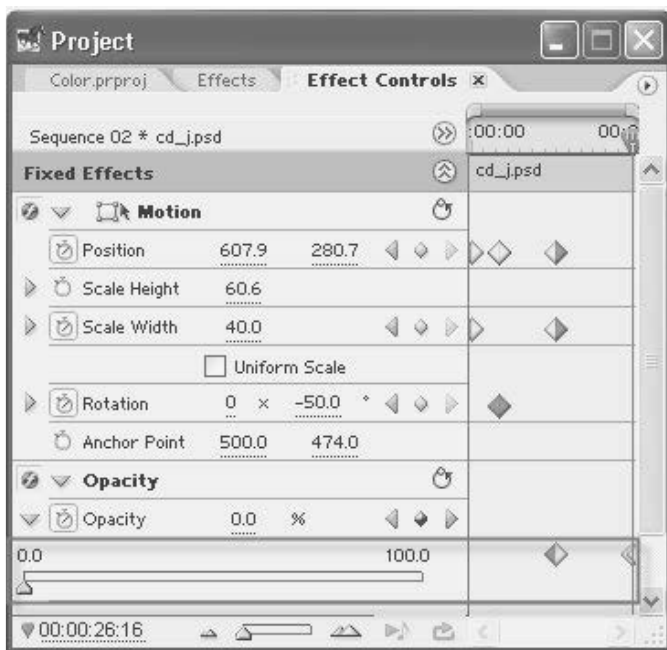 Project
Color.prproj Effects Effect Controls
Sequence 02 * cd_j.psd :00:00 00:
Fixed Effects cd_j.psd
Motion
Position 607.9 280.7
Scale Height 60.6
Scale Width 40.0
Uniform Scale
Rotation 0 x -50.0 °
Anchor Point 500.0 474.0
Opacity
Opacity 0.0 %
0.0 100.0
00:00:26:16